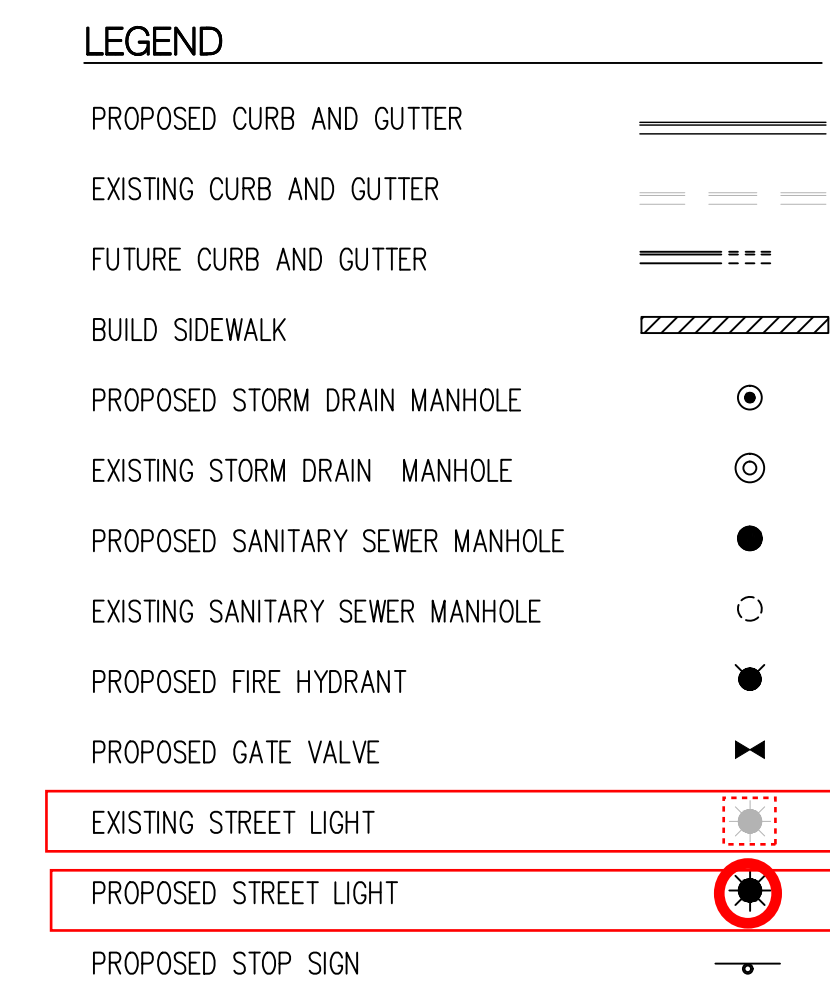 LEGEND
PROPOSED CURB AND GUTTER
EXISTING CURB AND GUTTER
FUTURE CURB AND GUTTER
BUILD SIDEWALK
PROPOSED STORM DRAIN MANHOLE
EXISTING STORM DRAIN MANHOLE
PROPOSED SANITARY SEWER MANHOLE
EXISTING SANITARY SEWER MANHOLE
PROPOSED FIRE HYDRANT
PROPOSED GATE VALVE
EXISTING STREET LIGHT
PROPOSED STREET LIGHT
PROPOSED STOP SIGN